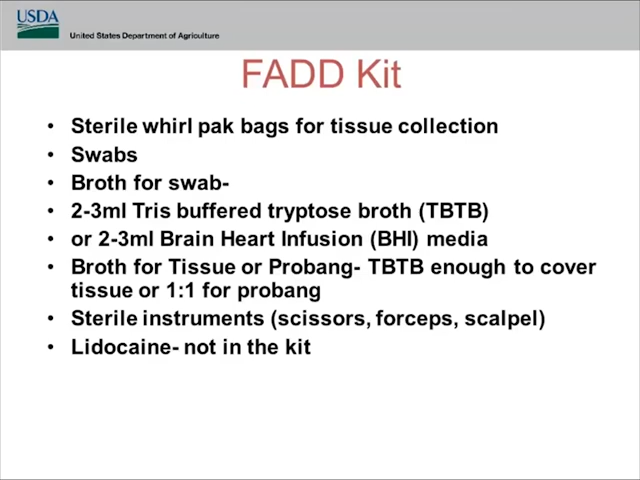 USDA
United States Department of Agriculture
FADD Kit
• Sterile whirl pak bags for tissue collection
• Swabs
• Broth for swab-
• 2-3ml Tris buffered tryptose broth (TBTB)
• or 2-3ml Brain Heart Infusion (BHI) media
• Broth for Tissue or Probang- TBTB enough to cover
tissue or 1:1 for probang
• Sterile instruments (scissors, forceps, scalpel)
• Lidocaine- not in the kit